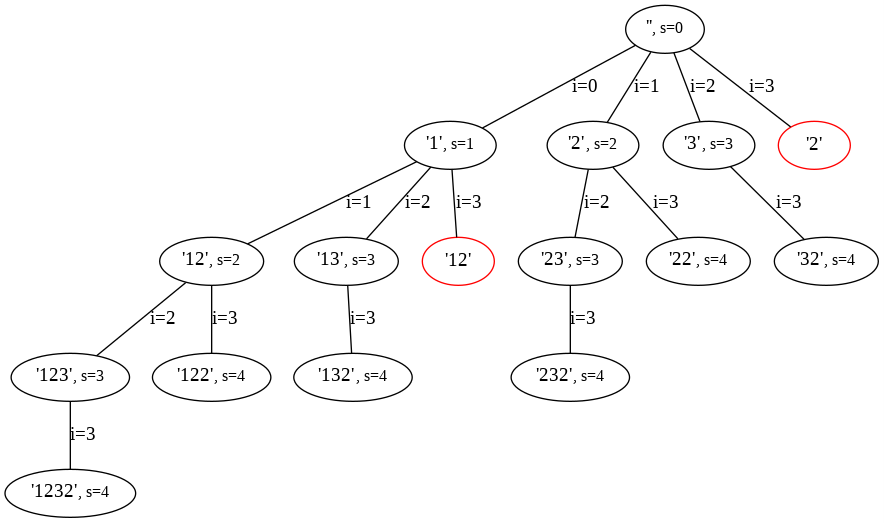 '', s=0
i=0
i=1
i=2
i=3
'1', s=1
'2', s=2
'3', s=3
'2'
i=1
i=2
i=3
i=2
i=3
i=3
'12', s=2
'13', s=3
'12'
'23', s=3
'22', s=4
'32', s=4
i=2
i=3
i=3
i=3
'123', s=3
'122', s=4
'132', s=4
'232', s=4
i=3
'1232', s=4